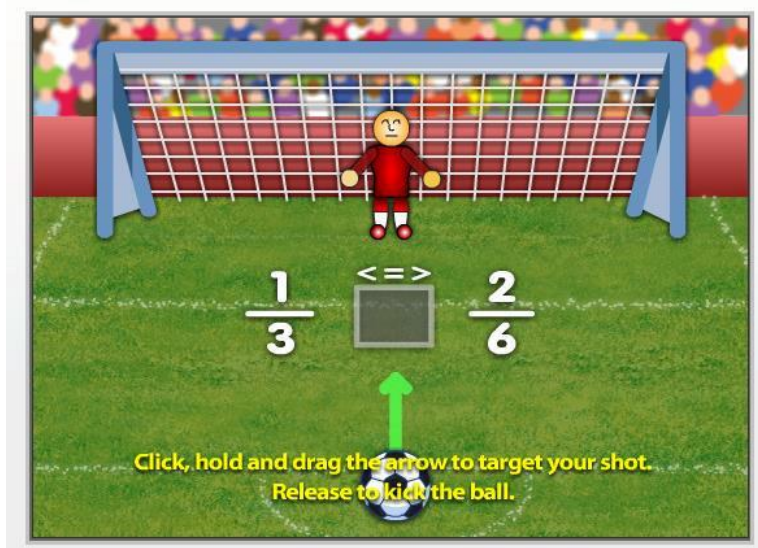 < = >
1/3 2/6
Click, hold and drag the arrow to target your shot.
Release to kick the ball.